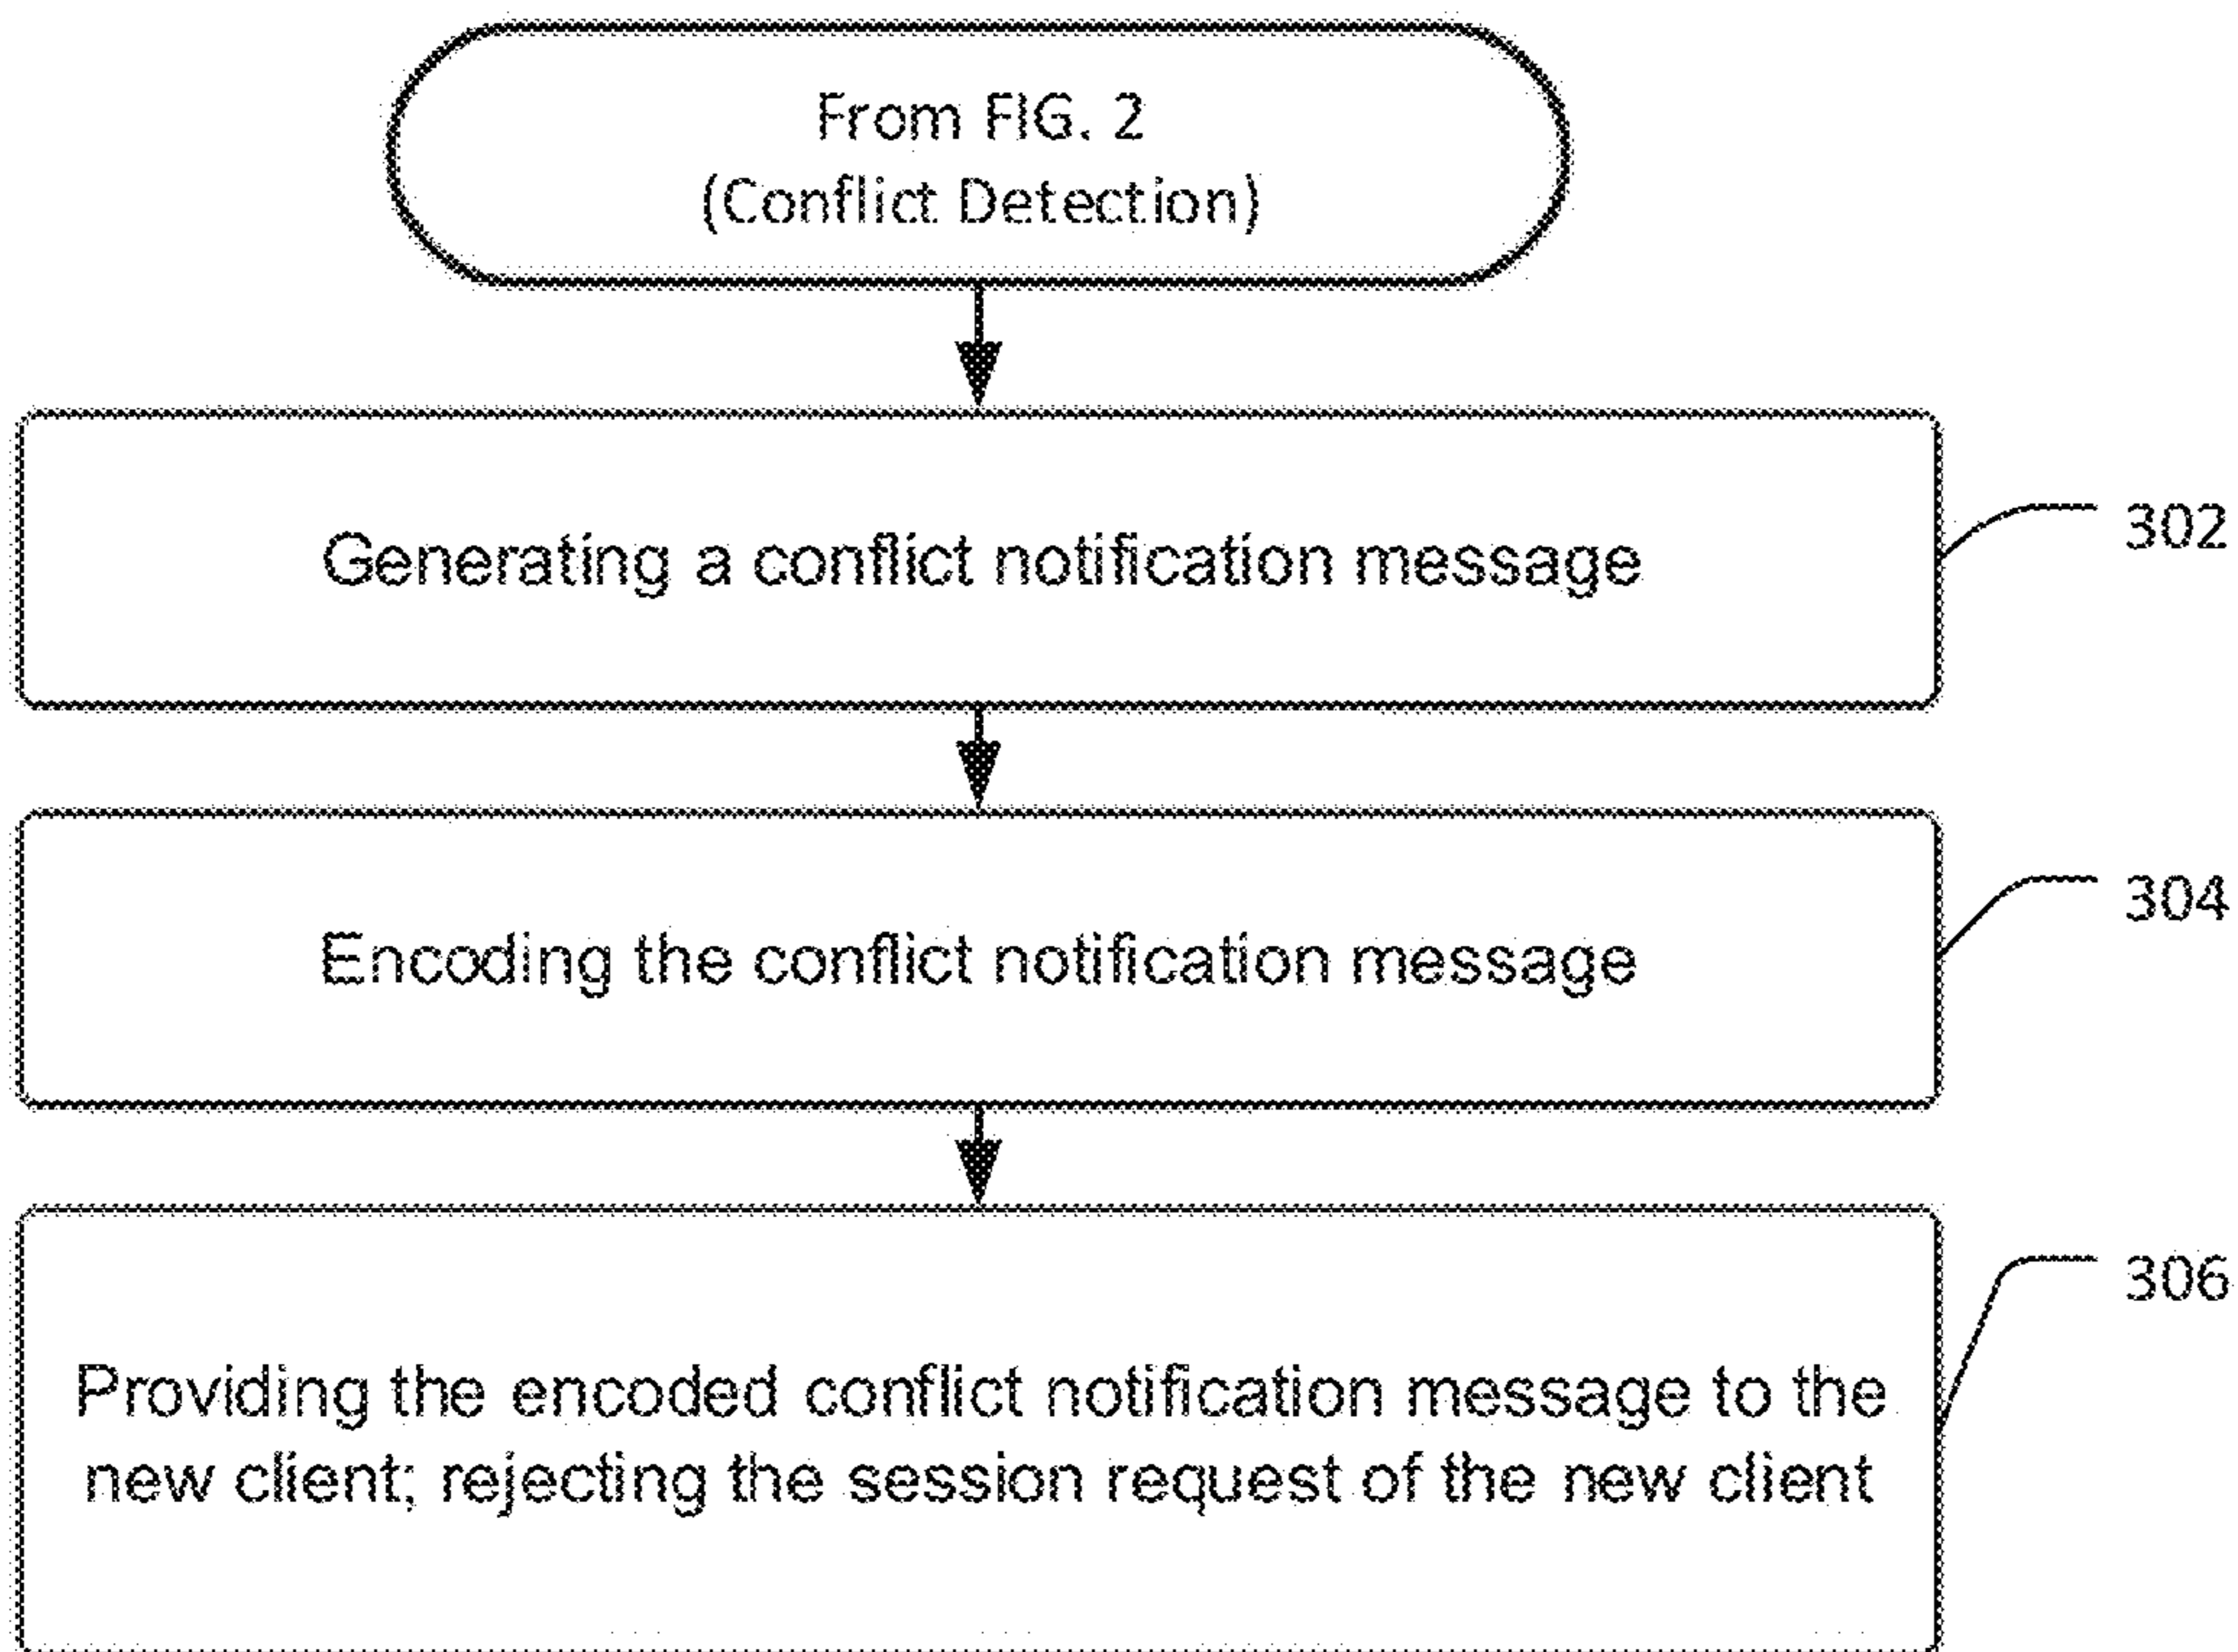 From FIG. 2
(Conflict Detection)
Generating a conflict notification message
302
Encoding the conflict notification message
304
Providing the encoded conflict notification message to the
new client; rejecting the session request of the new client
306